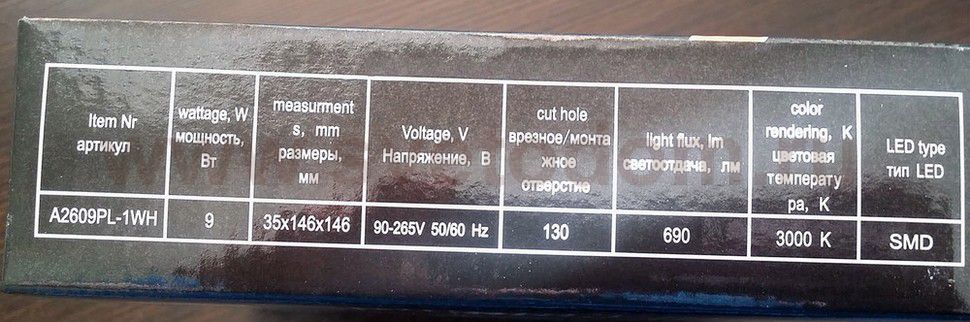 Item Nr
артикул
wattage, W
мощность,
Вт
measurment
s, mm
размеры,
мм
Voltage, V
Напряжение, В
cut hole
врезное/монта
жное
отверстие
light flux, lm
светоотдача, лм
color
rendering, K
цветовая
температу
ра, К
LED type
тип LED
A2609PL-1WH
9
35x146x146
90-265V 50/60 Hz
130
690
3000 K
SMD